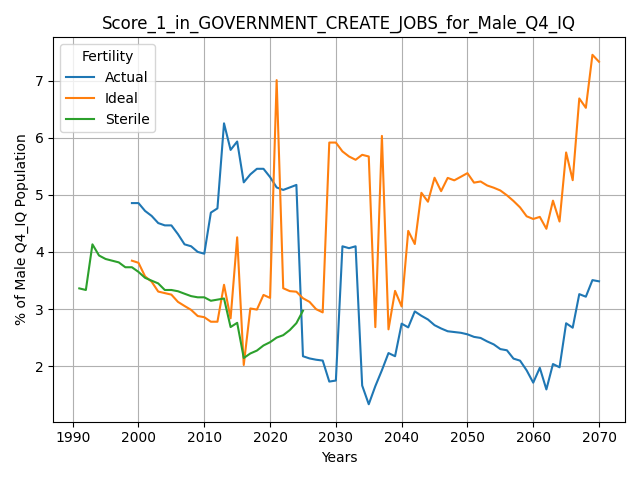 Score_1_in_GOVERNMENT_CREATE_JOBS_for_Male_Q4_IQ
Fertility
Actual
Ideal
Sterile
% of Male Q4_IQ Population
7
6
5
4
3
2
1990 2000 2010 2020 2030 2040 2050 2060 2070
Years